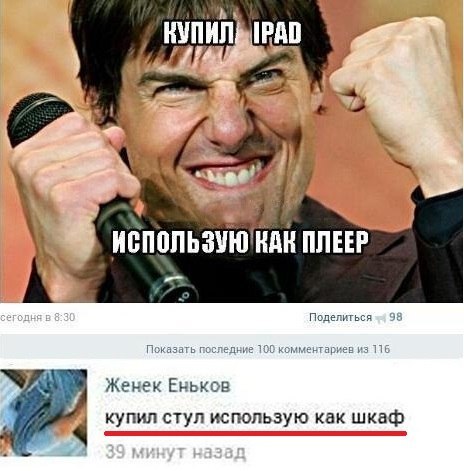 КУПИЛ IPAD
ИСПОЛЬЗУЮ КАК ПЛЕЕР
сегодня в 8:30
Поделиться 98
Показать последние 100 комментариев из 116
Женек Еньков
купил стул использую как шкаф
39 минут назад